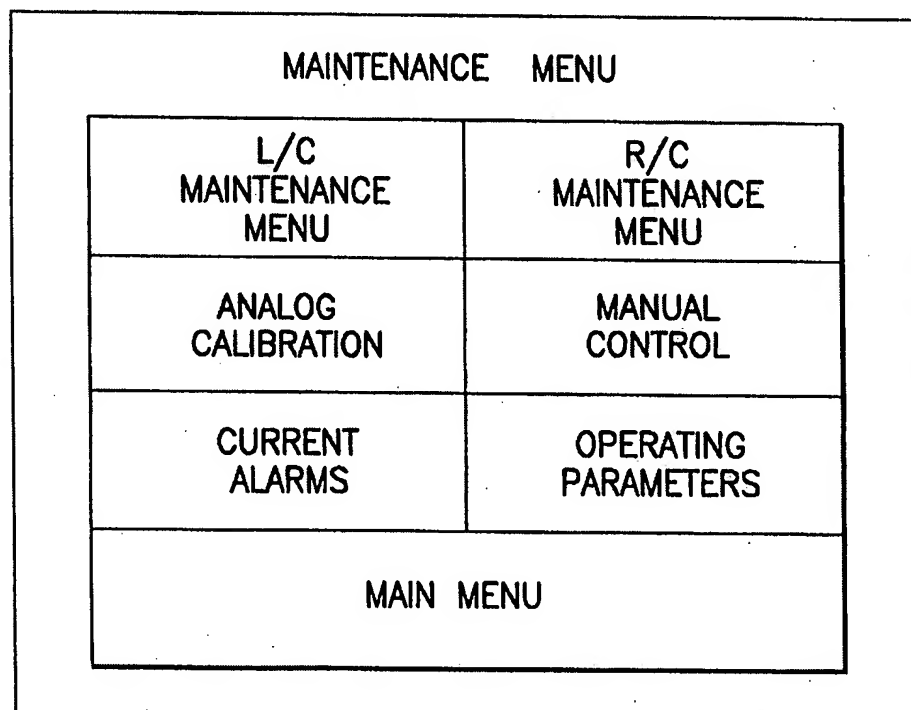 MAINTENANCE MENU
L/C
MAINTENANCE
MENU
R/C
MAINTENANCE
MENU
ANALOG
CALIBRATION
MANUAL
CONTROL
CURRENT
ALARMS
OPERATING
PARAMETERS
MAIN MENU